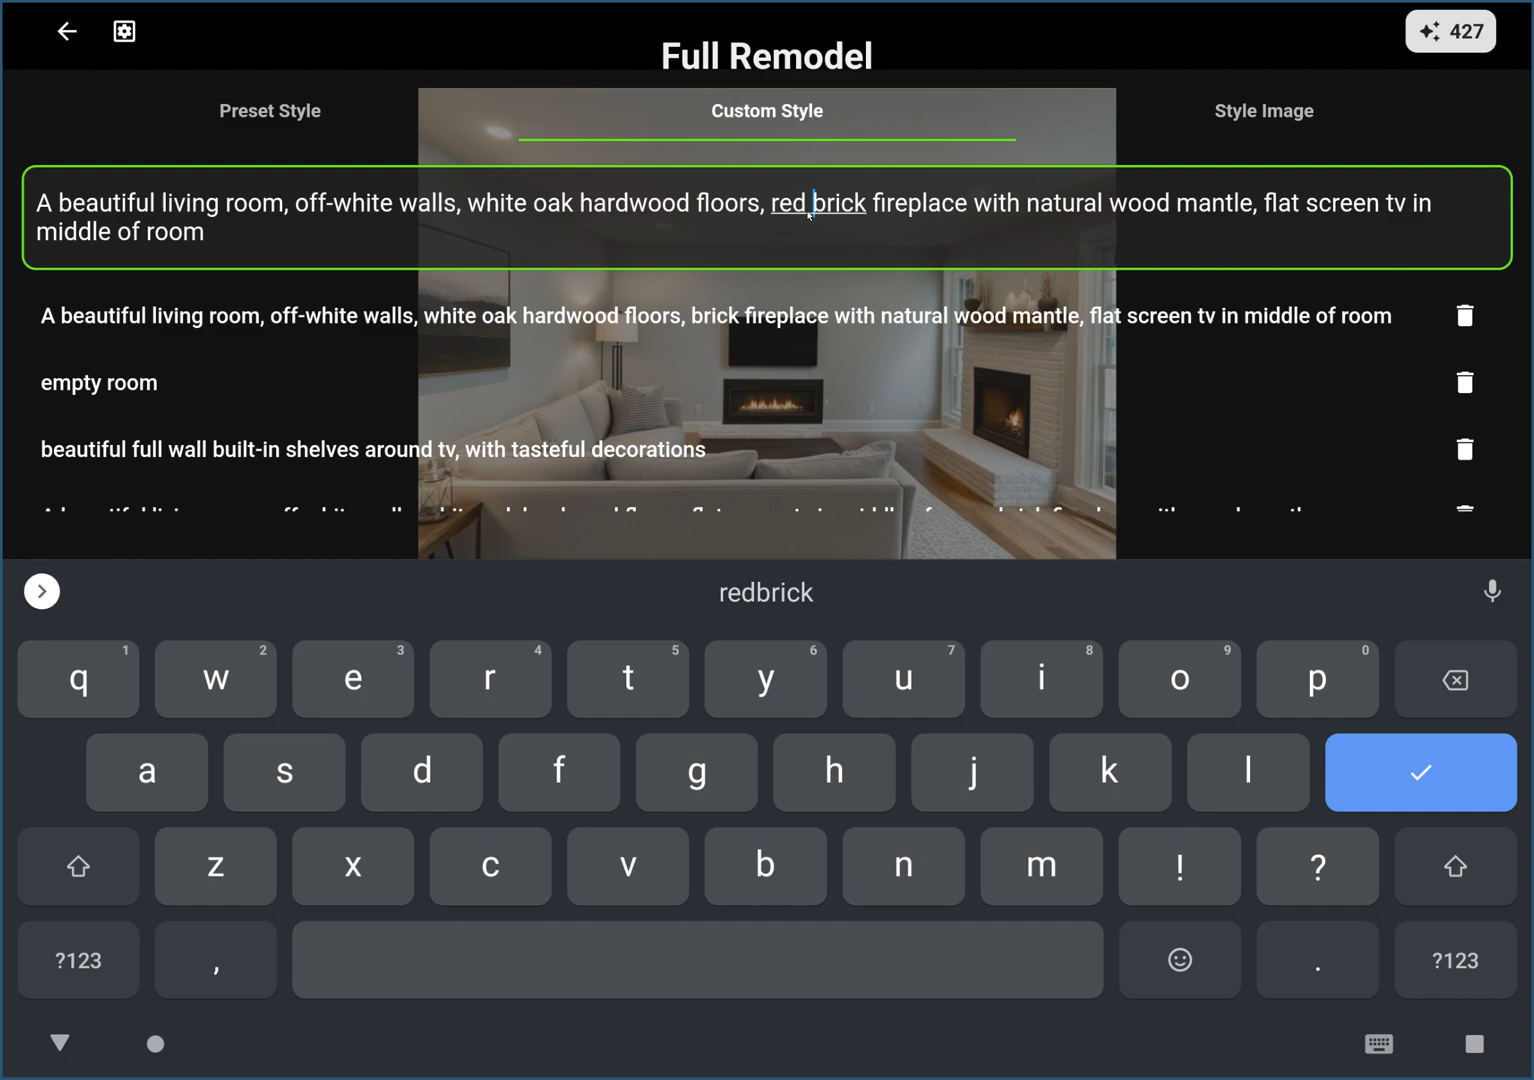 427
Full Remodel
Preset Style
Custom Style
Style Image
A beautiful living room, off-white walls, white oak hardwood floors, red brick fireplace with natural wood mantle, flat screen tv in
middle of room
A beautiful living room, off-white walls, white oak hardwood floors, brick fireplace with natural wood mantle, flat screen tv in middle of room
empty room
beautiful full wall built-in shelves around tv, with tasteful decorations
redbrick
1 2 3 4 5 6 7 8 9 0
q w e r t y u i o p
a s d f g h j k l
z x c v b n m ! ?
?123 , . ?123